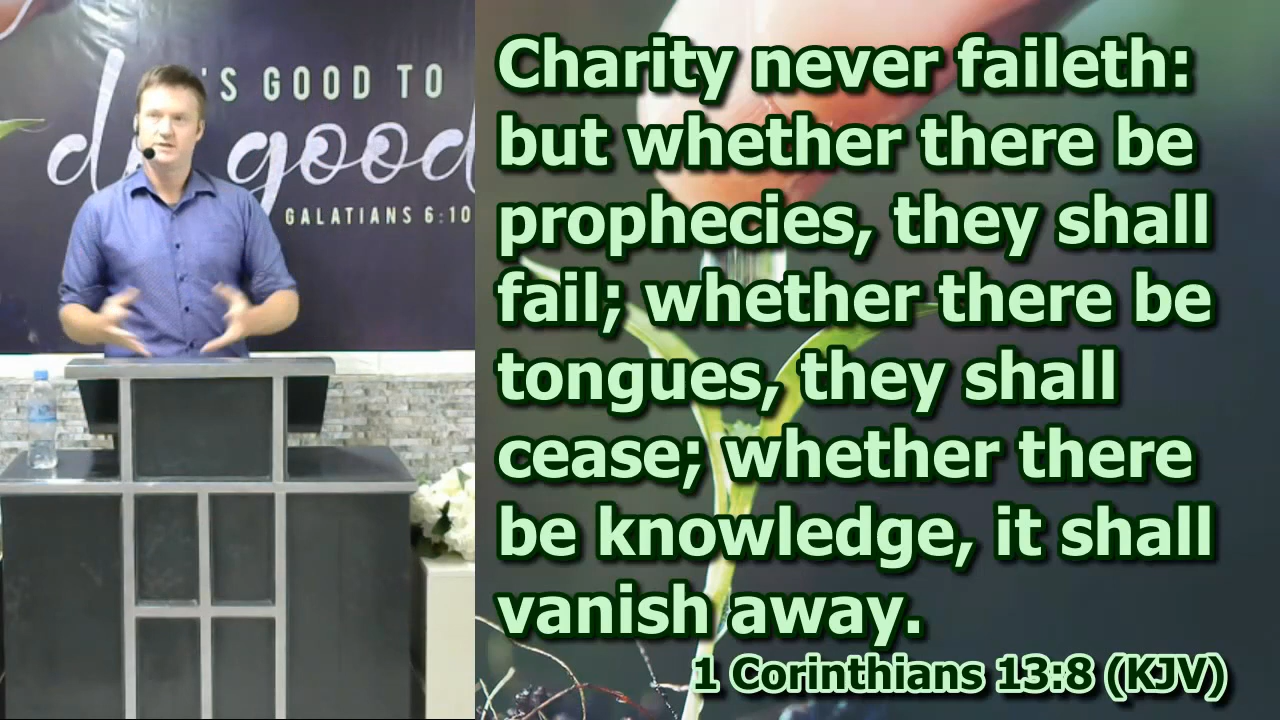 'S GOOD TO
do good
GALATIANS 6:10
Charity never faileth:
but whether there be
prophecies, they shall
fail; whether there be
tongues, they shall
cease; whether there
be knowledge, it shall
vanish away.
1 Corinthians 13:8 (KJV)